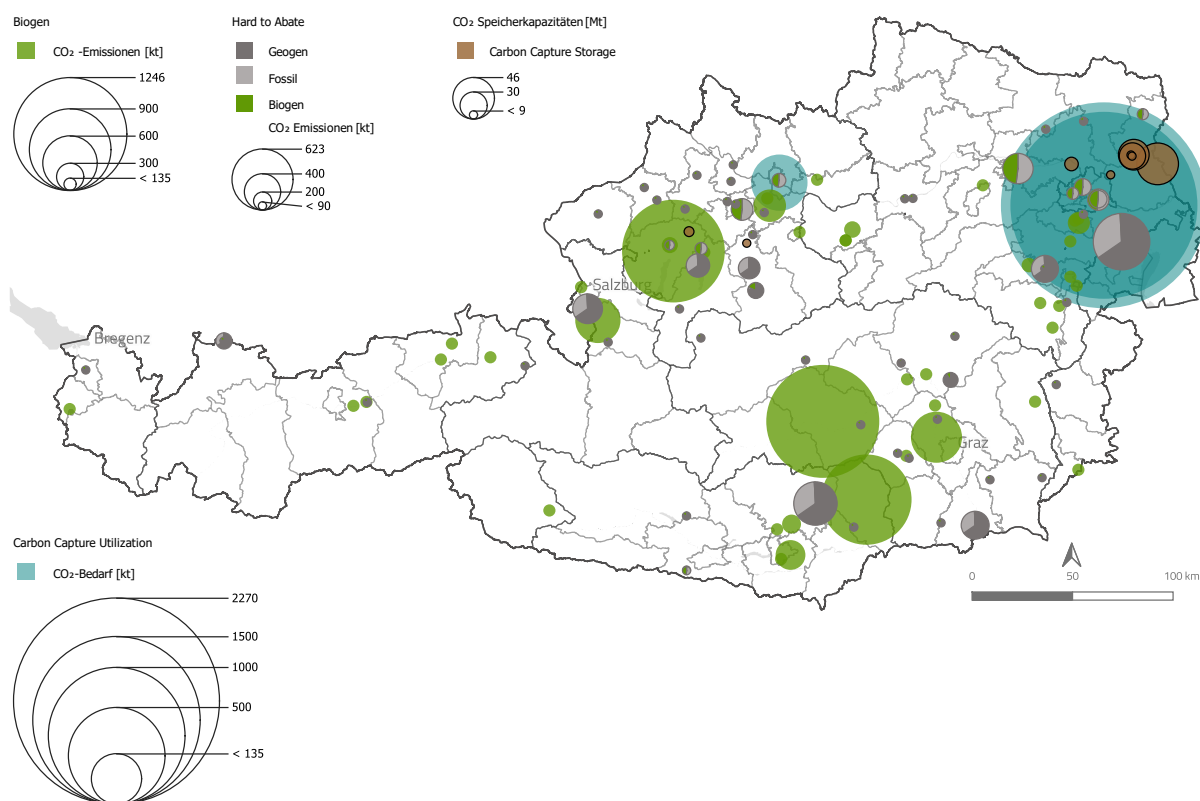 Biogen
CO₂ -Emissionen [kt]
1246
900
600
300
< 135
Hard to Abate
Geogen
Fossil
Biogen
CO₂ Emissionen [kt]
623
400
200
< 90
CO₂ Speicherkapazitäten [Mt]
Carbon Capture Storage
46
30
< 9
Salzburg
Bregenz
Graz
Carbon Capture Utilization
CO₂-Bedarf [kt]
2270
1500
1000
500
< 135
0 50 100 km